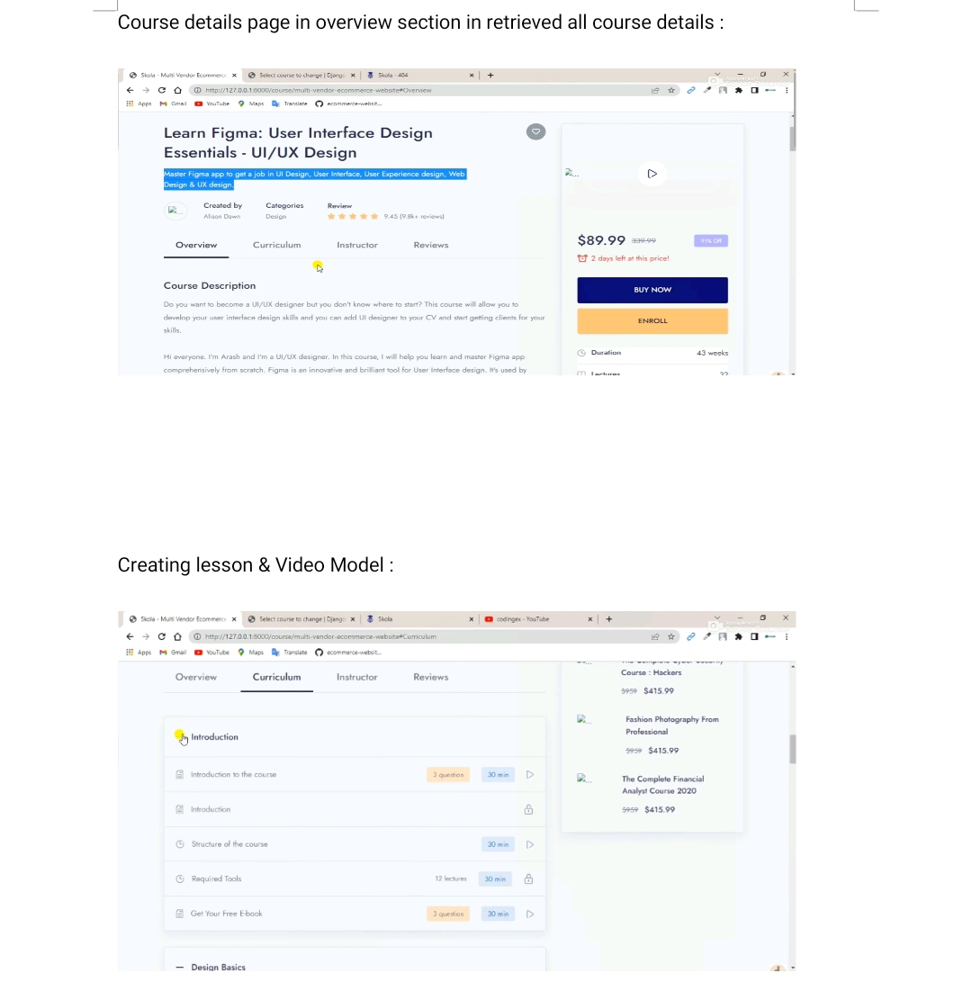 Course details page in overview section in retrieved all course details :
Skola - Multi Vendor Ecommerce
Select course to change | Django
Skola - 404
http://127.0.0.1:8000/course/multi-vendor-ecommerce-website#Overview
Apps Gmail YouTube Maps Translate ecommerce-websit...
Learn Figma: User Interface Design
Essentials - UI/UX Design
Master Figma app to get a job in UI Design, User Interface, User Experience design, Web
Design & UX design.
Created by Categories Review
Alison Dawn Design 9.45 (9.8k+ reviews)
Overview Curriculum Instructor Reviews
Course Description
Do you want to become a UI/UX designer but you don't know where to start? This course will allow you to
develop your user interface design skills and you can add UI designer to your CV and start getting clients for your
skills.
Hi everyone. I'm Arash and I'm a UI/UX designer. In this course, I will help you learn and master Figma app
comprehensively from scratch. Figma is an innovative and brilliant tool for User Interface design. It's used by
$89.99 339.99 91% Off
2 days left at this price!
BUY NOW
ENROLL
Duration 43 weeks
Lectures 32
Creating lesson & Video Model :
Skola - Multi Vendor Ecommerce
Select course to change | Django
Skola
codingex - YouTube
http://127.0.0.1:8000/course/multi-vendor-ecommerce-website#Curriculum
Apps Gmail YouTube Maps Translate ecommerce-websit...
Overview Curriculum Instructor Reviews
Introduction
Introduction to the course 3 question 30 min
Introduction
Structure of the course 30 min
Required Tools 12 lectures 30 min
Get Your Free E-book 3 question 30 min
Design Basics
The Complete Cyber Security
Course : Hackers
$959 $415.99
Fashion Photography From
Professional
$959 $415.99
The Complete Financial
Analyst Course 2020
$959 $415.99